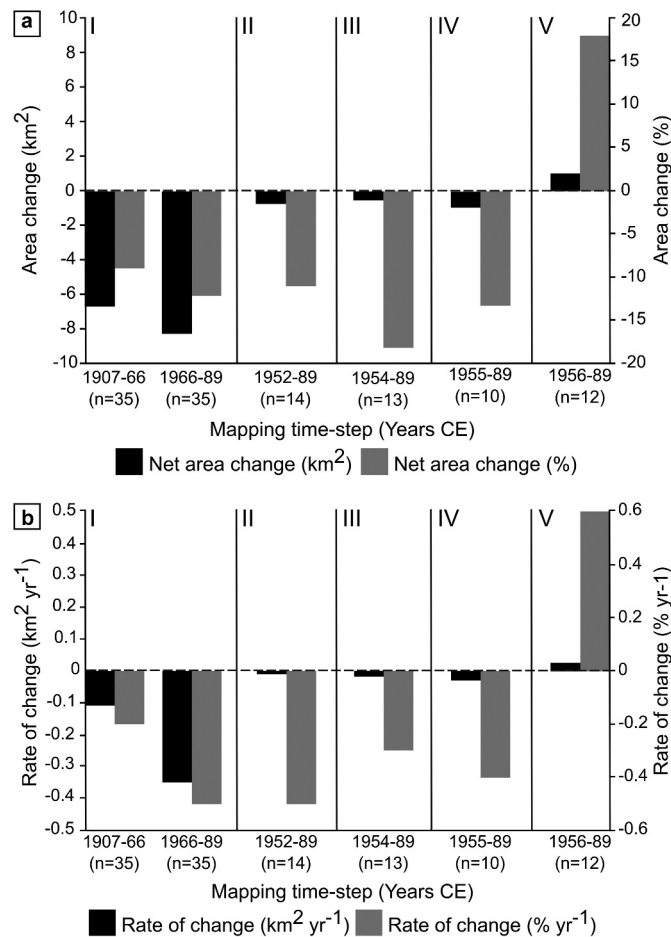 a
I II III IV V
10
8
6
4
2
0
-2
-4
-6
-8
-10
Area change (km²)
20
15
10
5
0
-5
-10
-15
-20
Area change (%)
1907-66 1966-89 1952-89 1954-89 1955-89 1956-89
(n=35) (n=35) (n=14) (n=13) (n=10) (n=12)
Mapping time-step (Years CE)
Net area change (km²) Net area change (%)
b
I II III IV V
0.5
0.4
0.3
0.2
0.1
0
-0.1
-0.2
-0.3
-0.4
-0.5
Rate of change (km² yr⁻¹)
0.6
0.4
0.2
0
-0.2
-0.4
-0.6
Rate of change (% yr-1)
1907-66 1966-89 1952-89 1954-89 1955-89 1956-89
(n=35) (n=35) (n=14) (n=13) (n=10) (n=12)
Mapping time-step (Years CE)
Rate of change (km² yr⁻¹) Rate of change (% yr⁻¹)